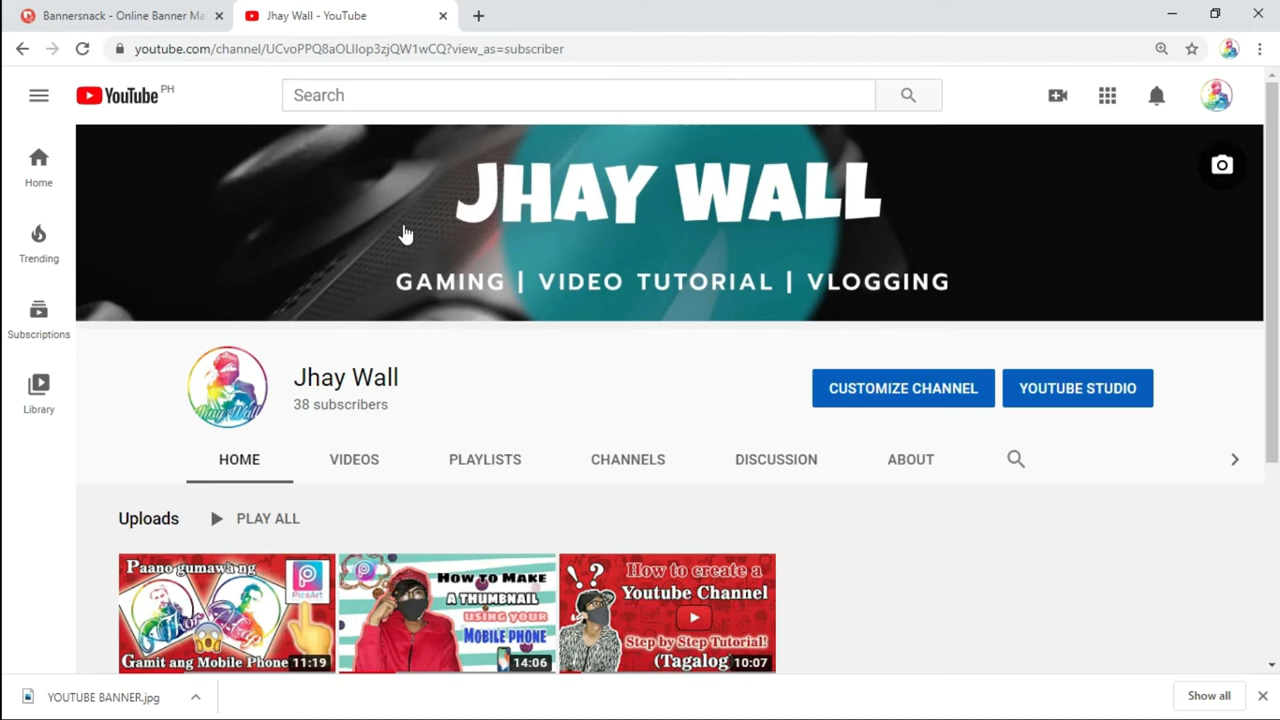 Bannersnack - Online Banner Ma
Jhay Wall - YouTube
youtube.com/channel/UCvoPPQ8aOLIlop3zjQW1wCQ?view_as=subscriber
YouTube PH
Search
Home
Trending
Subscriptions
Library
JHAY WALL
GAMING | VIDEO TUTORIAL | VLOGGING
Jhay Wall
38 subscribers
CUSTOMIZE CHANNEL
YOUTUBE STUDIO
HOME
VIDEOS
PLAYLISTS
CHANNELS
DISCUSSION
ABOUT
Uploads
PLAY ALL
Paano gumawa ng
PicsArt
Gamit ang Mobile Phone
11:19
HOW TO MAKE
A THUMBNAIL
USING YOUR
MOBILE PHONE
14:06
!?
How to create a
Youtube Channel
Step by Step Tutorial!
(Tagalog
10:07
YOUTUBE BANNER.jpg
Show all